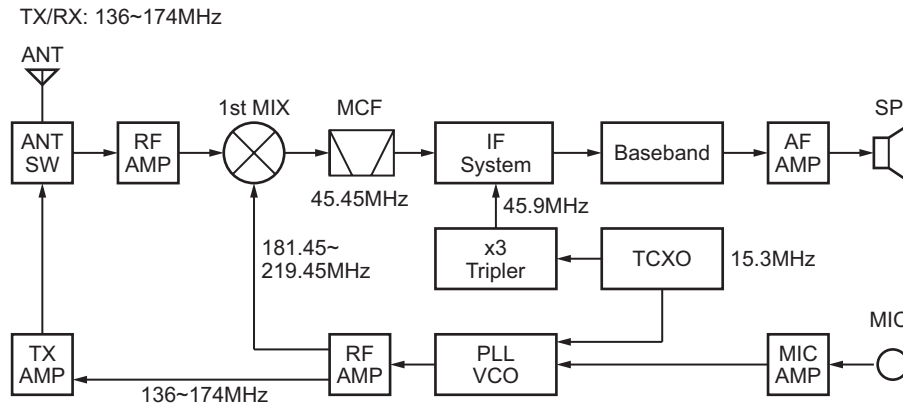 TX/RX: 136~174MHz
ANT
1st MIX
MCF
SP
ANT
SW
RF
AMP
IF
System
Baseband
AF
AMP
45.45MHz
45.9MHz
181.45~
219.45MHz
x3
Tripler
TCXO
15.3MHz
MIC
TX
AMP
RF
AMP
PLL
VCO
MIC
AMP
136~174MHz